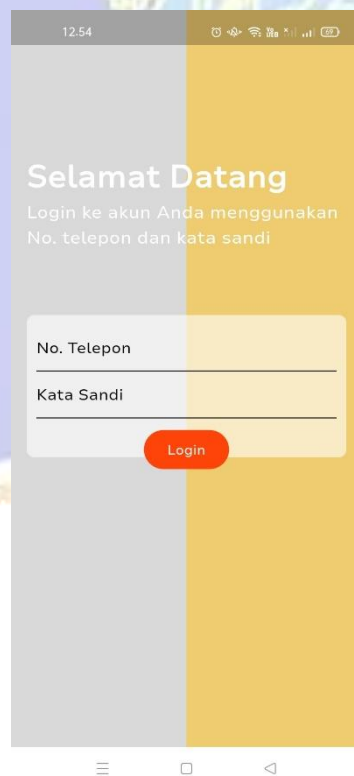 12.54
69
Selamat Datang
Login ke akun Anda menggunakan
No. telepon dan kata sandi
No. Telepon
Kata Sandi
Login